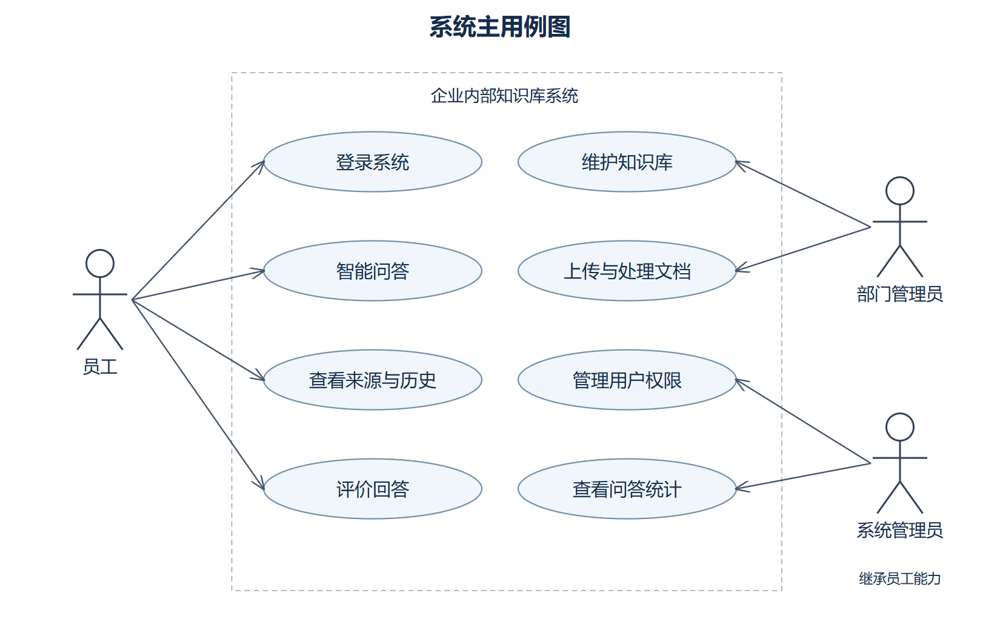 系统主用例图
企业内部知识库系统
登录系统
维护知识库
智能问答
上传与处理文档
部门管理员
员工
查看来源与历史
管理用户权限
评价回答
查看问答统计
系统管理员
继承员工能力